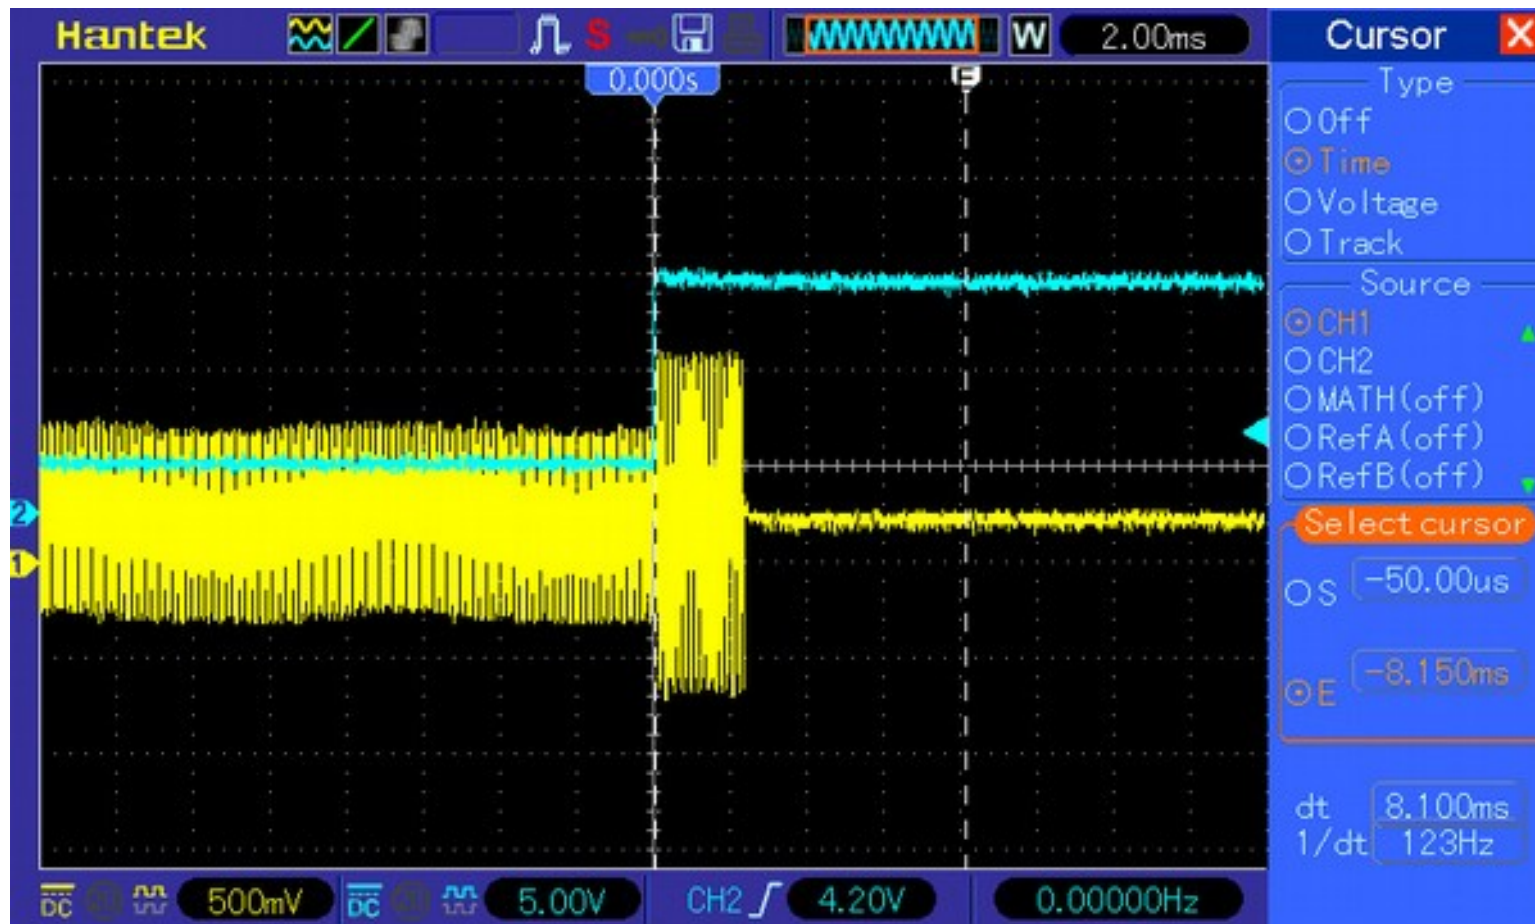 Hantek
S
W
2.00ms
Cursor
X
0.000s
E
Type
Off
Time
Voltage
Track
Source
CH1
CH2
MATH(off)
RefA(off)
RefB(off)
Select cursor
S
-50.00us
E
-8.150ms
dt
8.100ms
1/dt
123Hz
2
1
DC
500mV
DC
5.00V
CH2
4.20V
0.00000Hz